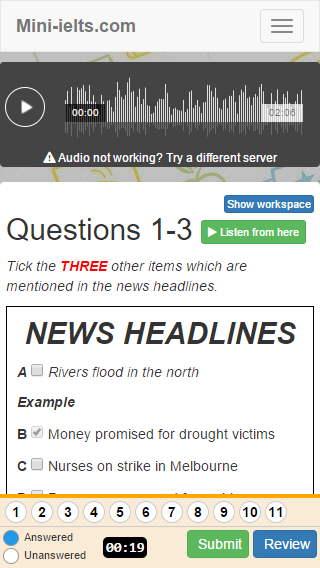 Mini-ielts.com
00:00
02:06
Audio not working? Try a different server
Show workspace
Questions 1-3
Listen from here
Tick the THREE other items which are
mentioned in the news headlines.
NEWS HEADLINES
A Rivers flood in the north
Example
B Money promised for drought victims
C Nurses on strike in Melbourne
1 2 3 4 5 6 7 8 9 10 11
Answered
Unanswered
00:19
Submit
Review